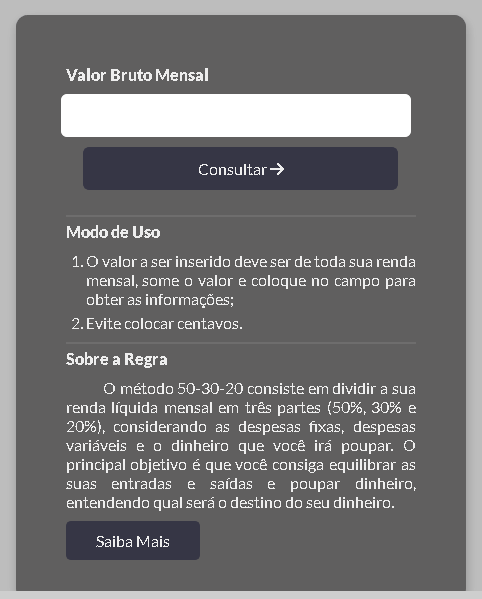 Valor Bruto Mensal
Consultar →
Modo de Uso
1. O valor a ser inserido deve ser de toda sua renda
mensal, some o valor e coloque no campo para
obter as informações;
2. Evite colocar centavos.
Sobre a Regra
O método 50-30-20 consiste em dividir a sua
renda líquida mensal em três partes (50%, 30% e
20%), considerando as despesas fixas, despesas
variáveis e o dinheiro que você irá poupar. O
principal objetivo é que você consiga equilibrar as
suas entradas e saídas e poupar dinheiro,
entendendo qual será o destino do seu dinheiro.
Saiba Mais